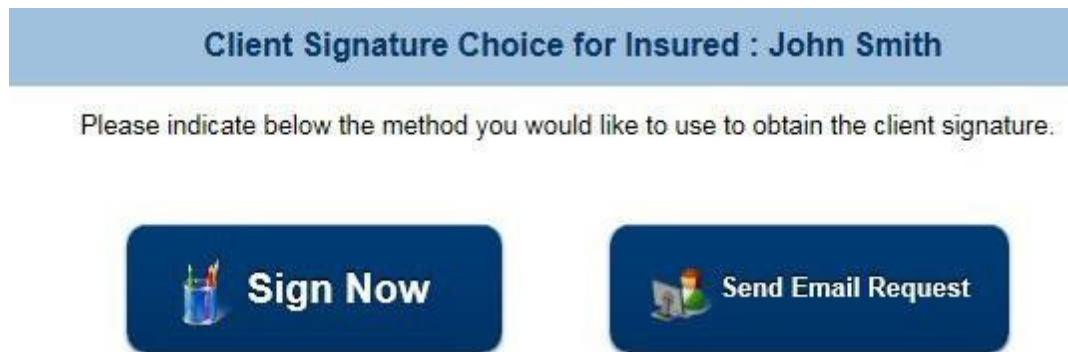 Client Signature Choice for Insured : John Smith
Please indicate below the method you would like to use to obtain the client signature.
Sign Now
Send Email Request